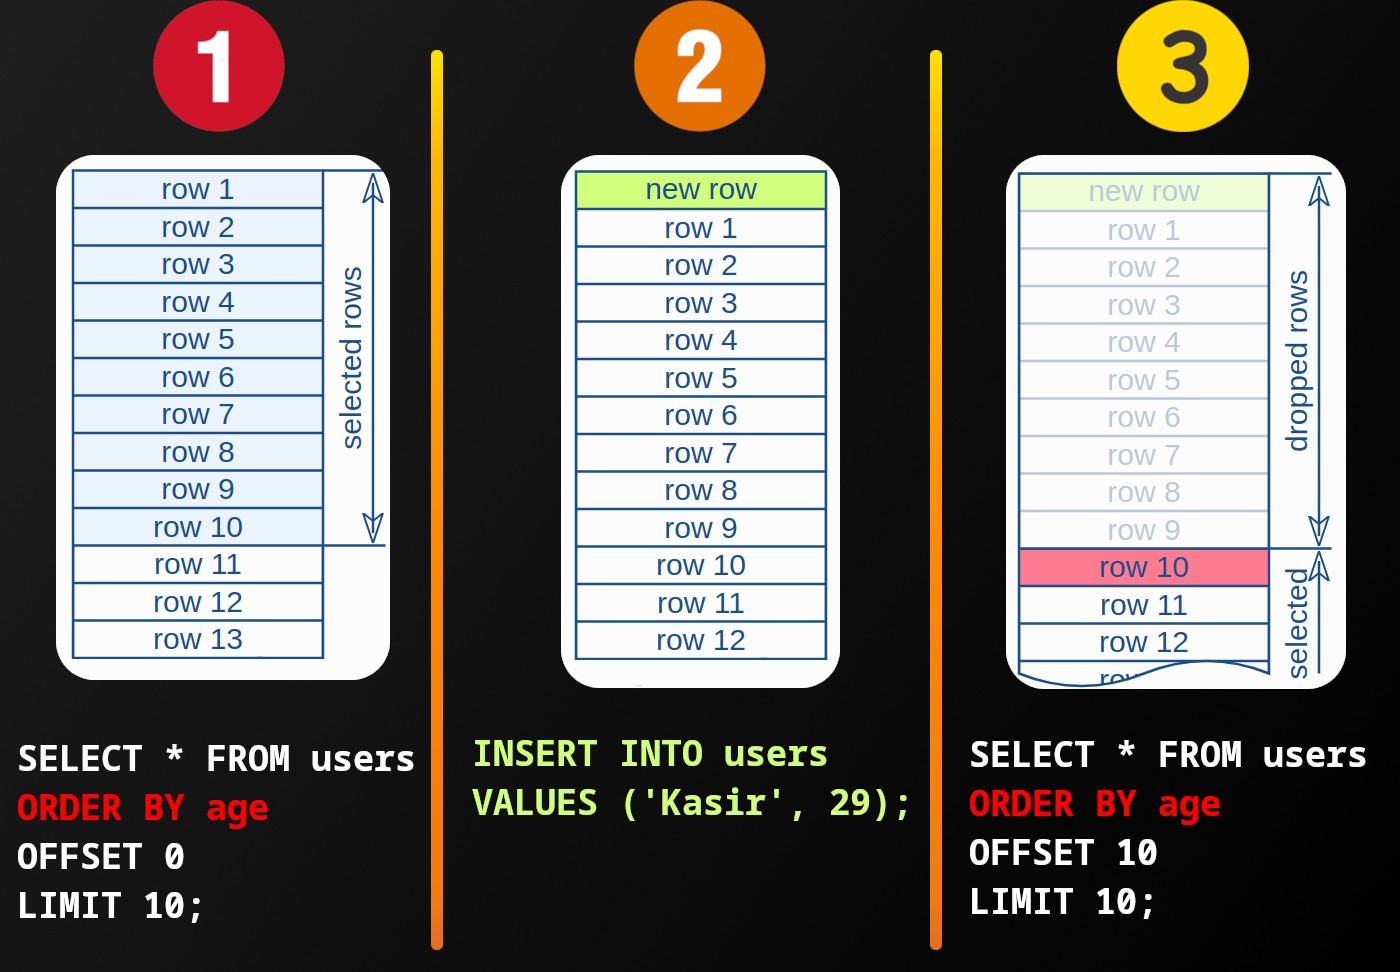 1
row 1
row 2
row 3
row 4
row 5
row 6
row 7
row 8
row 9
row 10
row 11
row 12
row 13
selected rows
SELECT * FROM users
ORDER BY age
OFFSET 0
LIMIT 10;
2
new row
row 1
row 2
row 3
row 4
row 5
row 6
row 7
row 8
row 9
row 10
row 11
row 12
INSERT INTO users
VALUES ('Kasir', 29);
3
new row
row 1
row 2
row 3
row 4
row 5
row 6
row 7
row 8
row 9
row 10
row 11
row 12
row
dropped rows
selected
SELECT * FROM users
ORDER BY age
OFFSET 10
LIMIT 10;